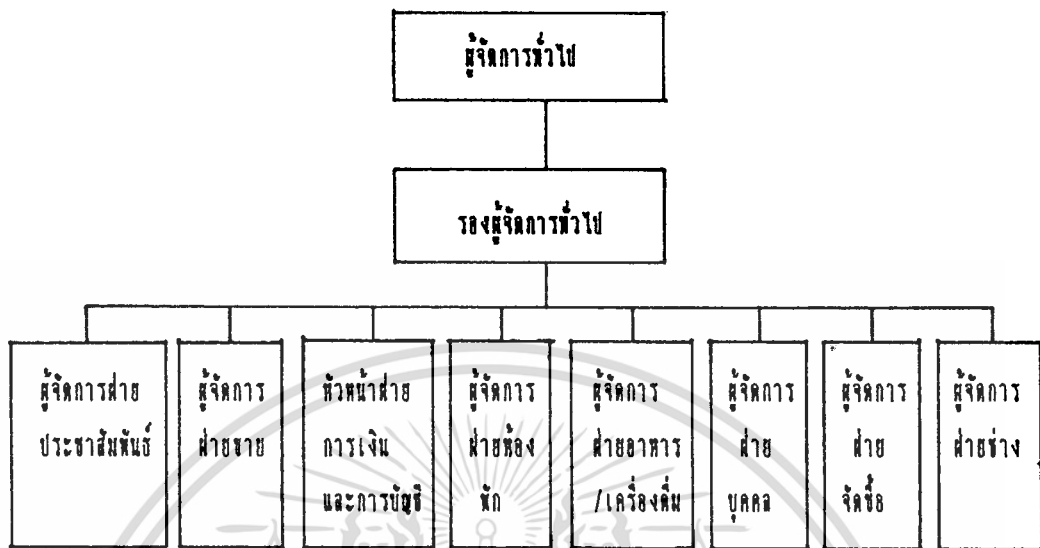 ผู้จัดการทั่วไป
รองผู้จัดการทั่วไป
ผู้จัดการฝ่าย
ประชาสัมพันธ์
ผู้จัดการ
ฝ่ายขาย
หัวหน้าฝ่าย
การเงิน
และการบัญชี
ผู้จัดการ
ฝ่ายห้อง
พัก
ผู้จัดการ
ฝ่ายอาหาร
/เครื่องดื่ม
ผู้จัดการ
ฝ่าย
บุคคล
ผู้จัดการ
ฝ่าย
จัดซื้อ
ผู้จัดการ
ฝ่ายช่าง